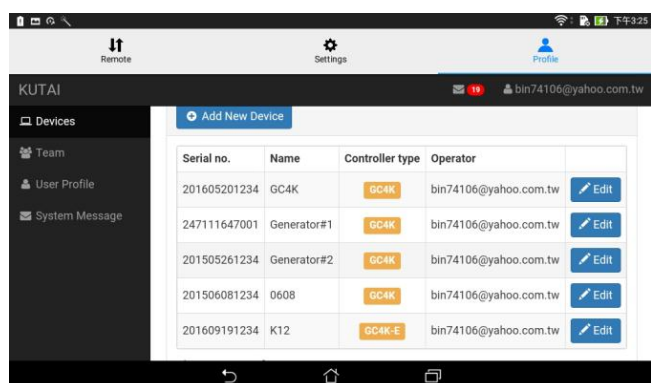 下午3:25
Remote
Settings
Profile
KUTAI
19
bin74106@yahoo.com.tw
Devices
Team
User Profile
System Message
Add New Device
Serial no. Name Controller type Operator
201605201234 GC4K GC4K bin74106@yahoo.com.tw Edit
247111647001 Generator#1 GC4K bin74106@yahoo.com.tw Edit
201505261234 Generator#2 GC4K bin74106@yahoo.com.tw Edit
201506081234 0608 GC4K bin74106@yahoo.com.tw Edit
201609191234 K12 GC4K-E bin74106@yahoo.com.tw Edit